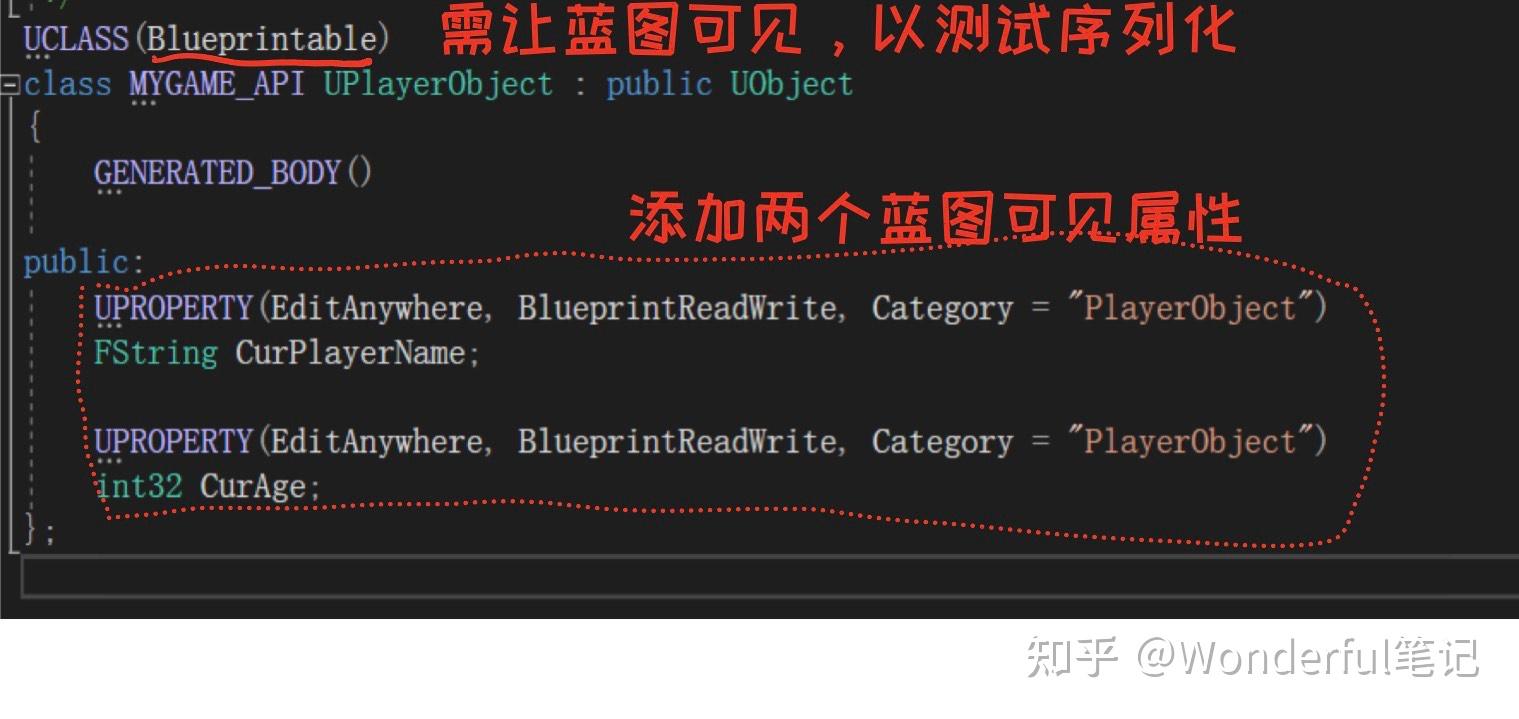 */
UCLASS(Blueprintable) 需让蓝图可见，以测试序列化
class MYGAME_API UPlayerObject : public UObject
{
GENERATED_BODY()
添加两个蓝图可见属性
public:
UPROPERTY(EditAnywhere, BlueprintReadWrite, Category = "PlayerObject")
FString CurPlayerName;
UPROPERTY(EditAnywhere, BlueprintReadWrite, Category = "PlayerObject")
int32 CurAge;
};
知乎 @Wonderful笔记